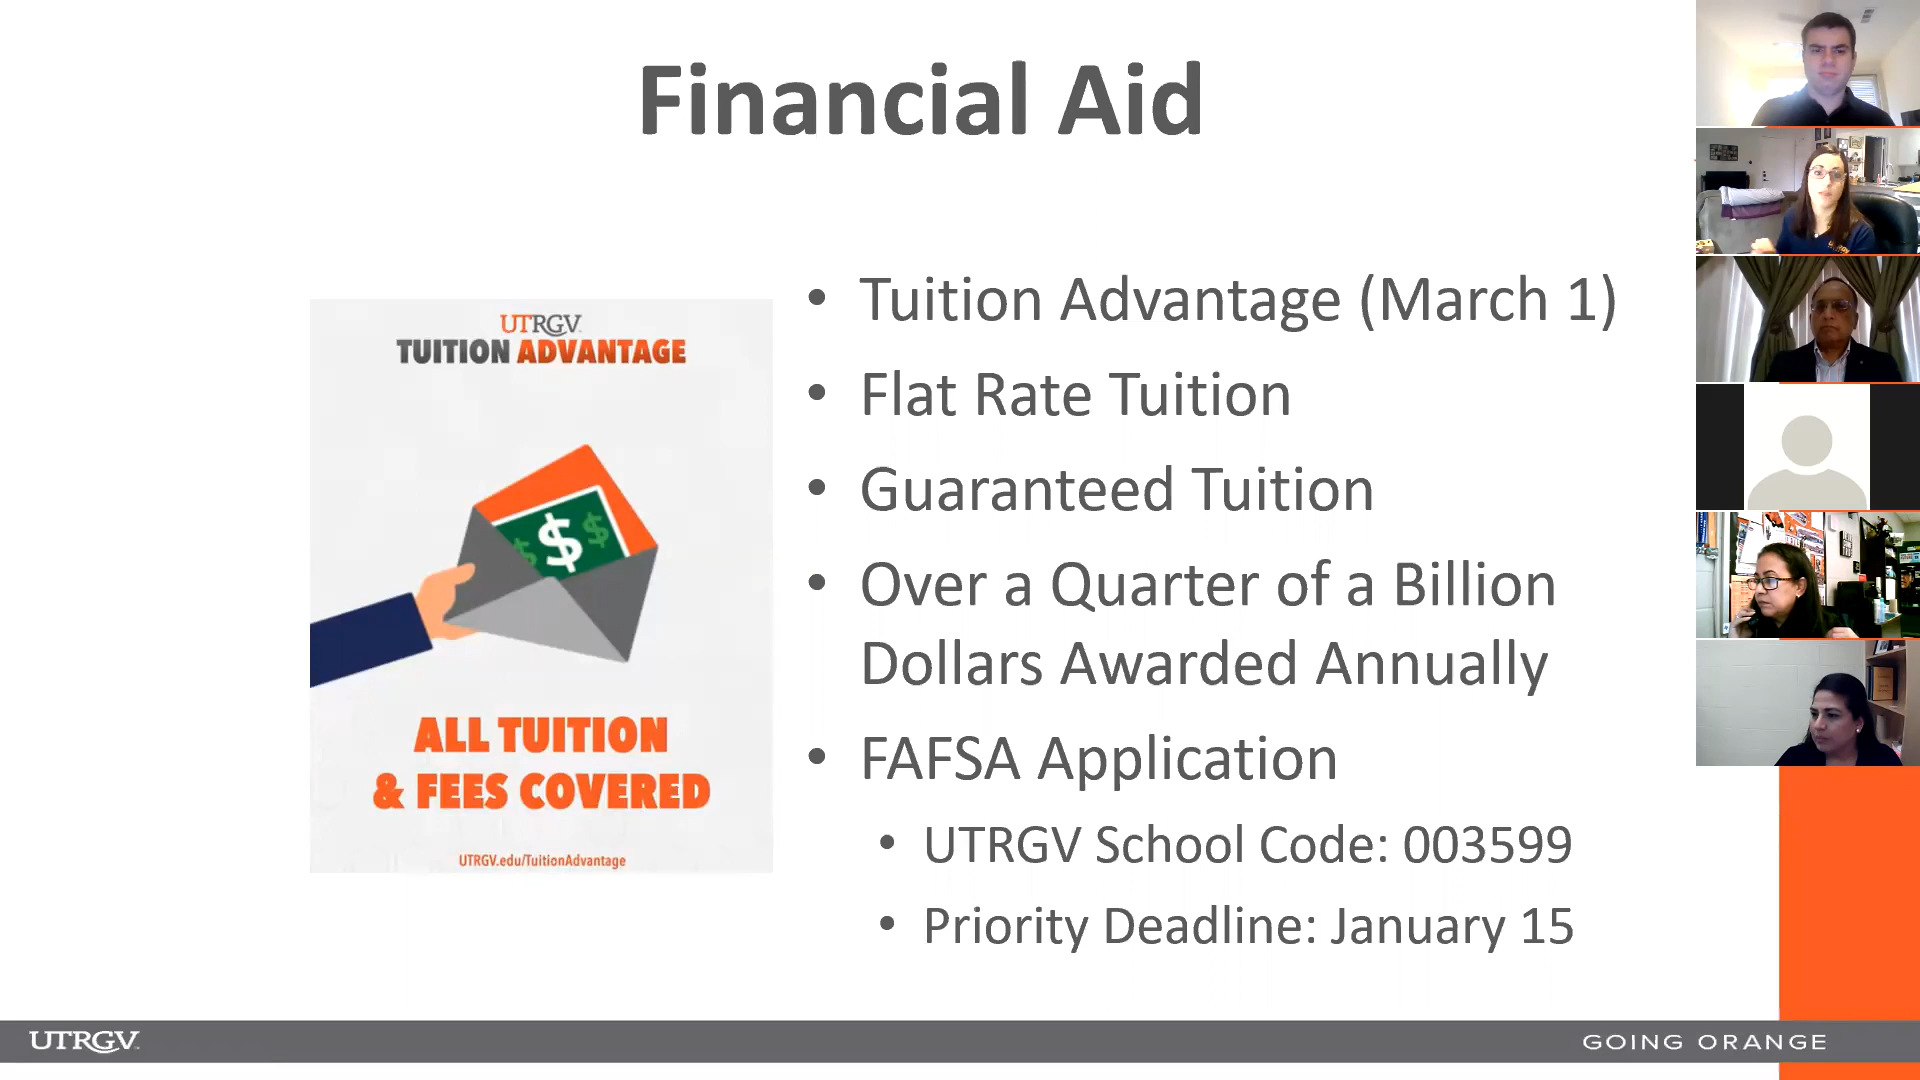 Financial Aid
UTRGV
TUITION ADVANTAGE
$ $ $
ALL TUITION
& FEES COVERED
UTRGV.edu/TuitionAdvantage
• Tuition Advantage (March 1)
• Flat Rate Tuition
• Guaranteed Tuition
• Over a Quarter of a Billion
Dollars Awarded Annually
• FAFSA Application
• UTRGV School Code: 003599
• Priority Deadline: January 15
UTRGV
GOING ORANGE